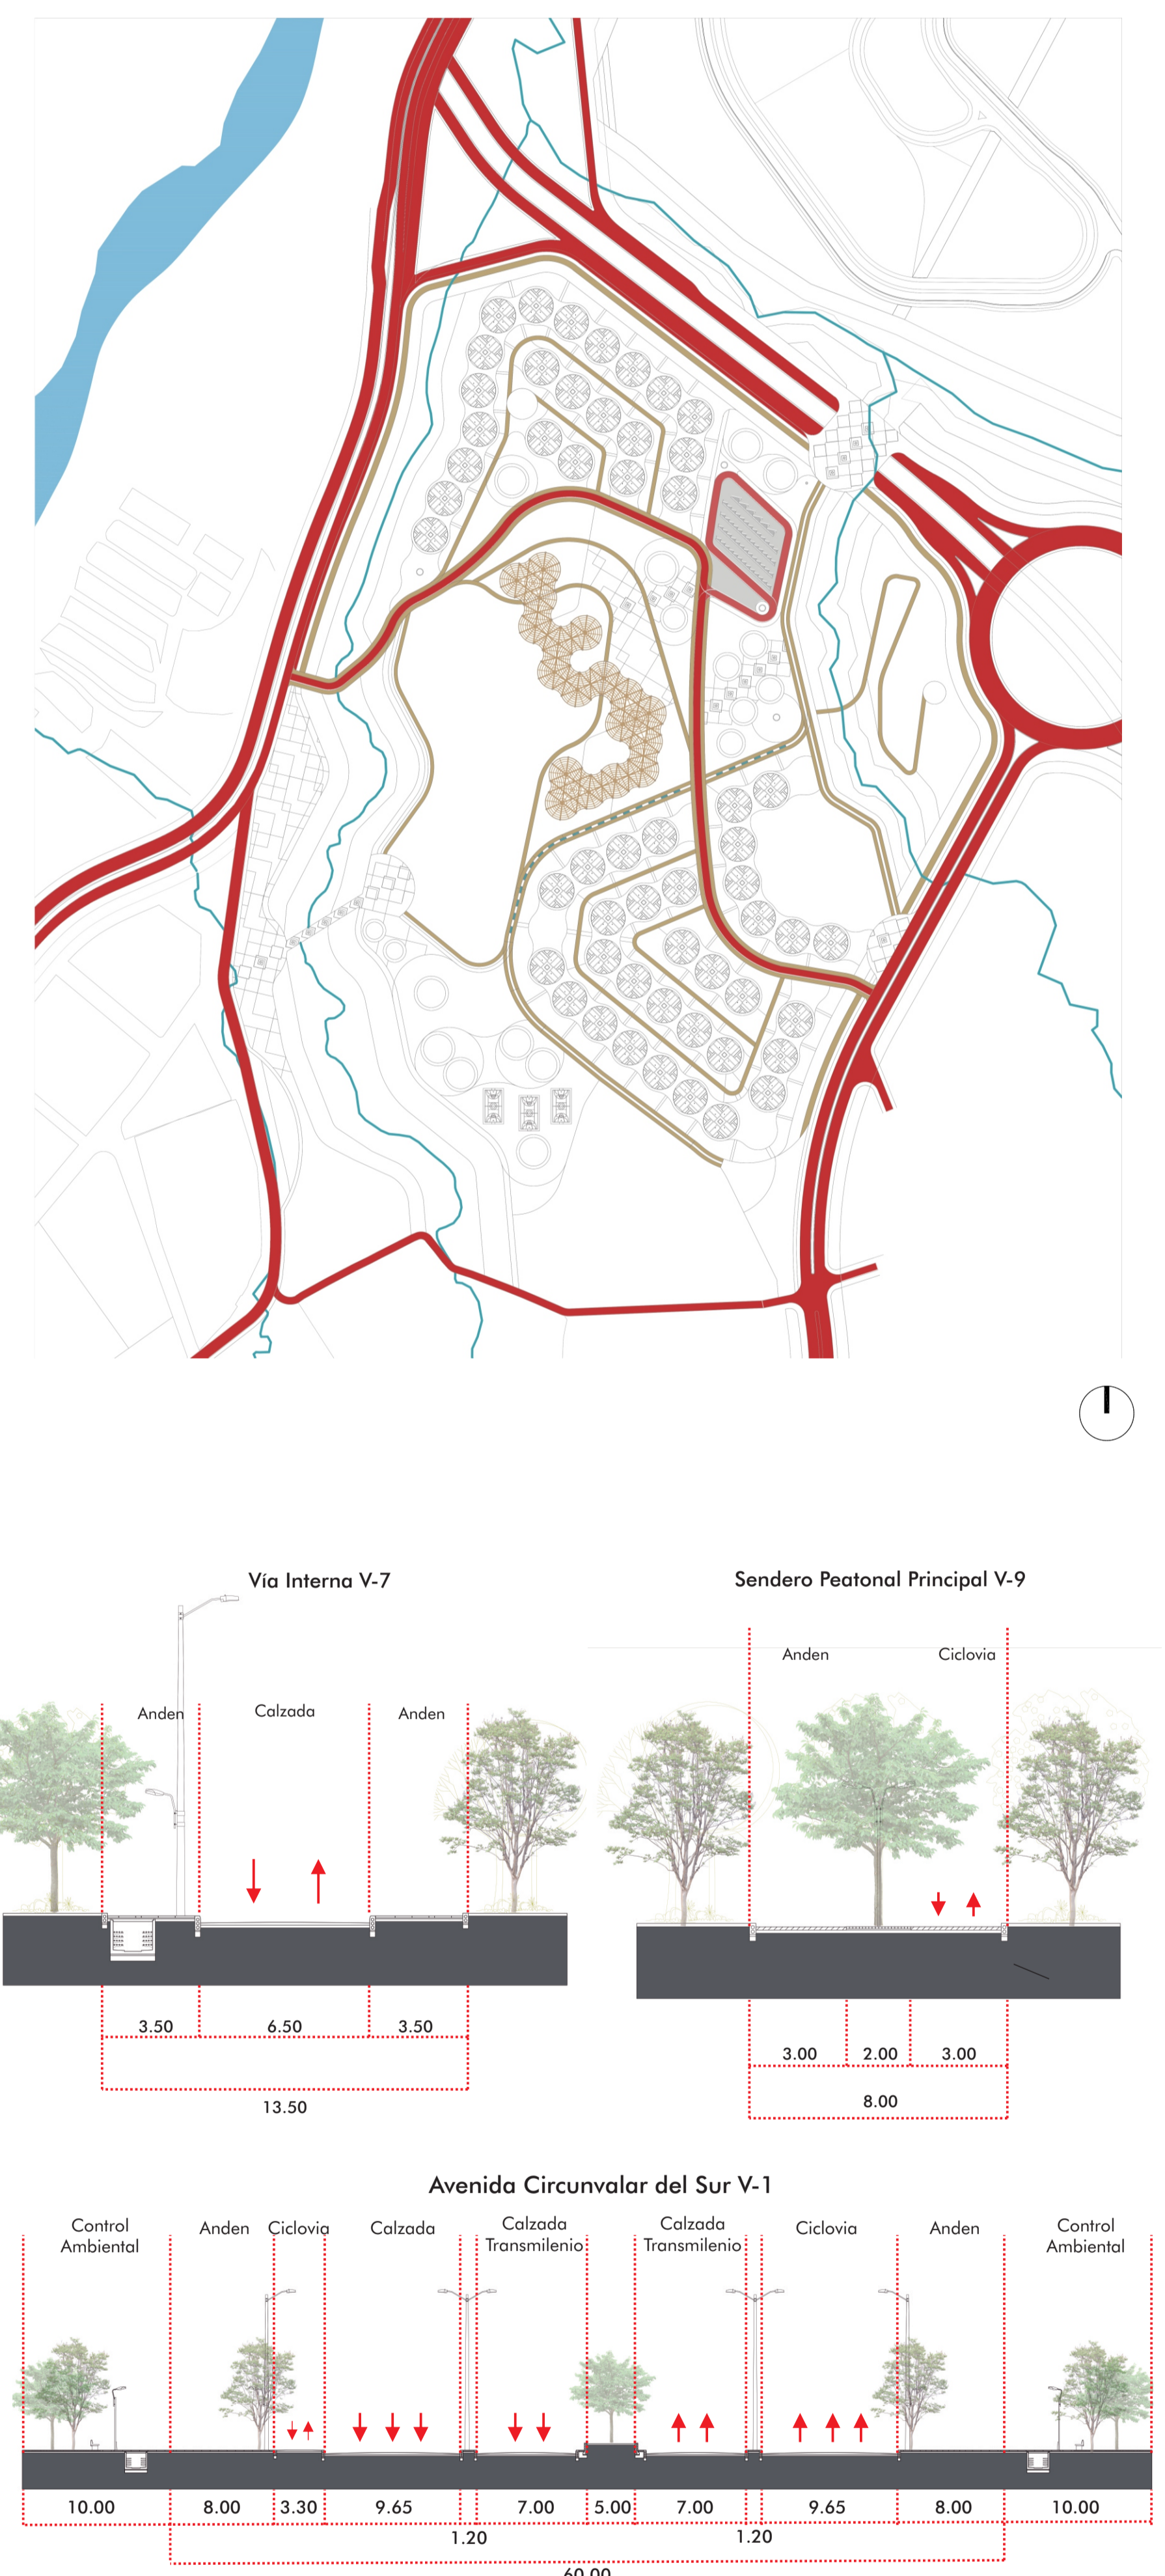 Vía Interna V-7
Anden
Calzada
Anden
3.50
6.50
3.50
13.50
Sendero Peatonal Principal V-9
Anden
Ciclovia
3.00
2.00
3.00
8.00
Avenida Circunvalar del Sur V-1
Control
Ambiental
Anden
Ciclovia
Calzada
Calzada
Transmilenio
Calzada
Transmilenio
Ciclovia
Anden
Control
Ambiental
10.00
8.00
3.30
9.65
1.20
7.00
5.00
7.00
1.20
9.65
8.00
10.00
60.00